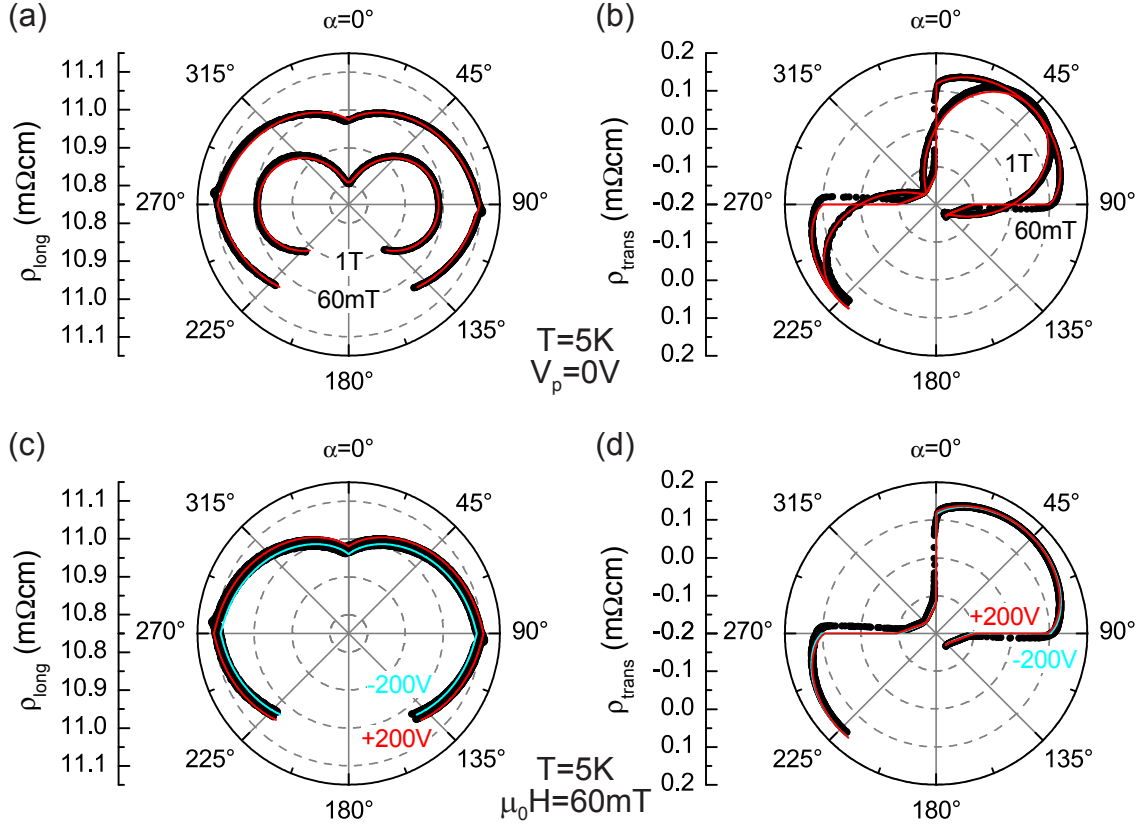 (a)
α=0°
315°
45°
270°
90°
225°
135°
180°
11.1
11.0
10.9
10.8
10.7
10.8
10.9
11.0
11.1
ρlong (mΩcm)
1T
60mT
(b)
α=0°
315°
45°
270°
90°
225°
135°
180°
0.2
0.1
0.0
-0.1
-0.2
-0.1
0.0
0.1
0.2
ρtrans (mΩcm)
1T
60mT
T=5K
Vp=0V
(c)
α=0°
315°
45°
270°
90°
225°
135°
180°
11.1
11.0
10.9
10.8
10.7
10.8
10.9
11.0
11.1
ρlong (mΩcm)
-200V
+200V
(d)
α=0°
315°
45°
270°
90°
225°
135°
180°
0.2
0.1
0.0
-0.1
-0.2
-0.1
0.0
0.1
0.2
ρtrans (mΩcm)
+200V
-200V
T=5K
μ0H=60mT